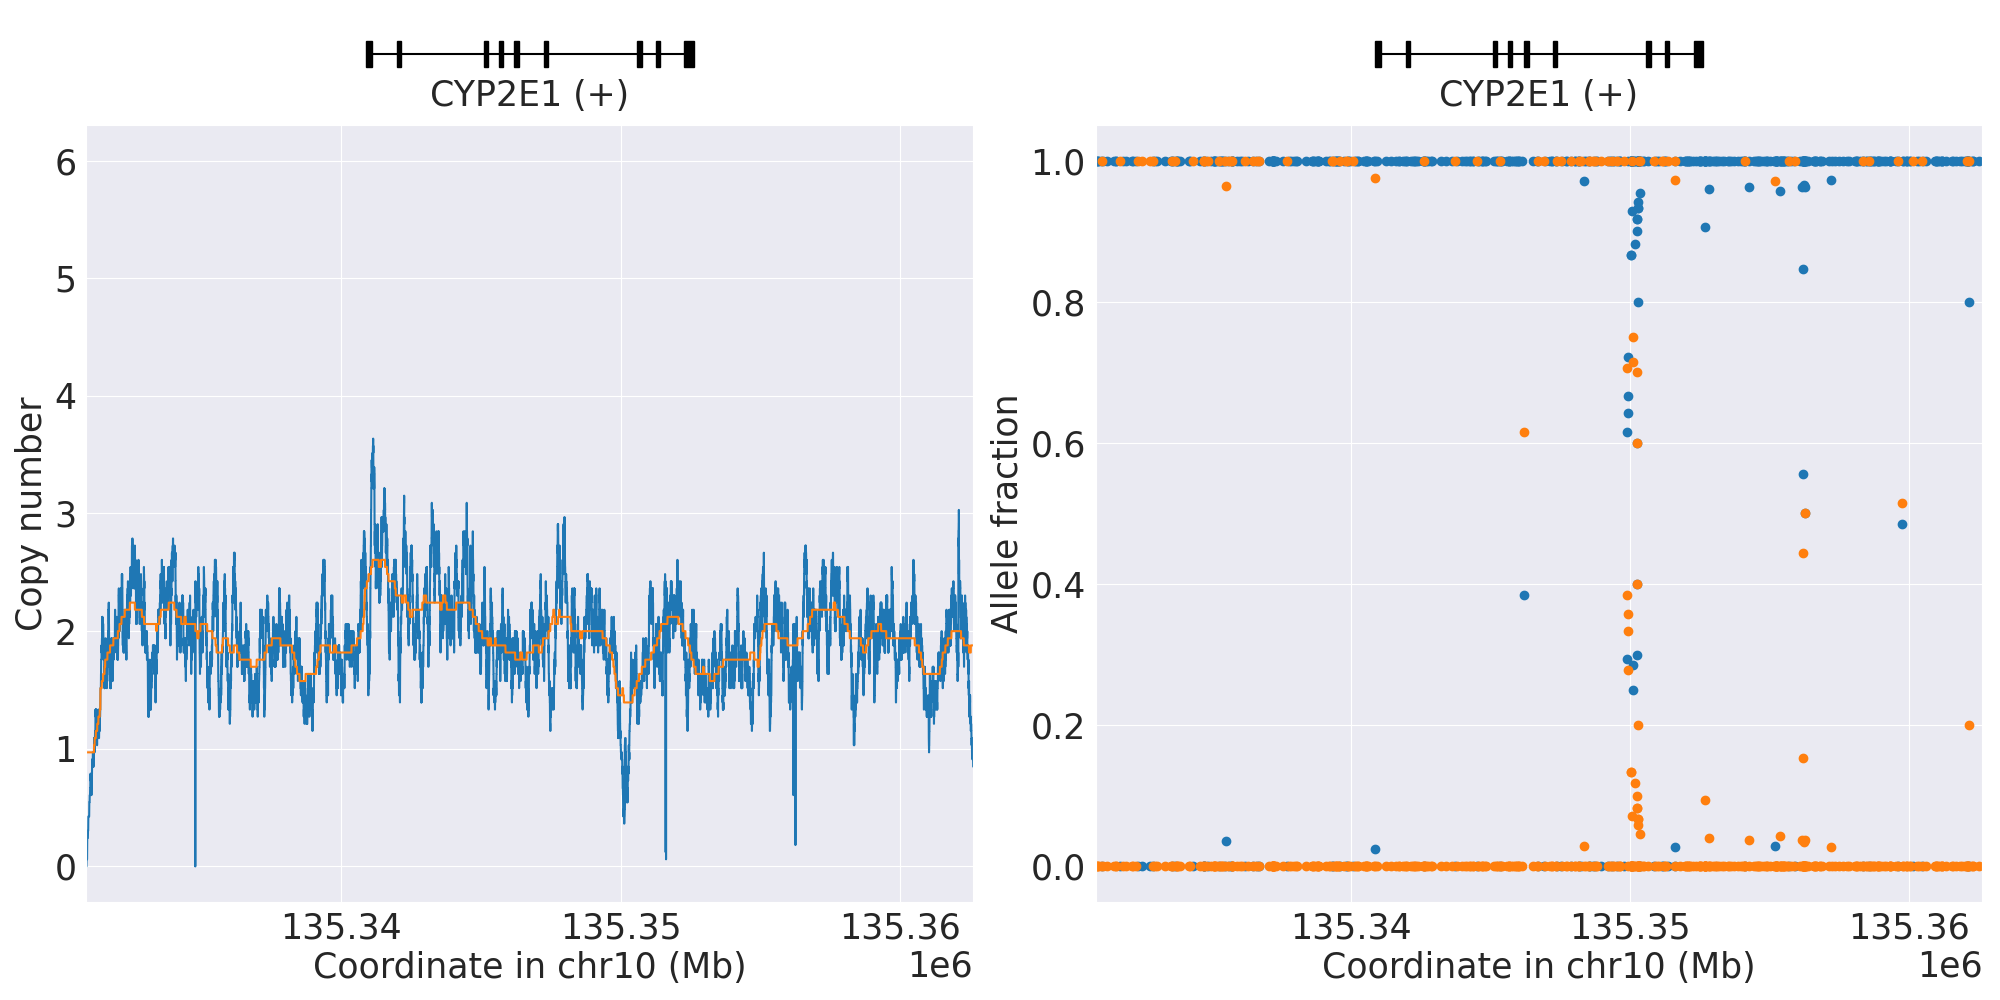 CYP2E1 (+)
CYP2E1 (+)
Copy number
6
5
4
3
2
1
0
135.34
135.35
135.36
Coordinate in chr10 (Mb)
1e6
Allele fraction
1.0
0.8
0.6
0.4
0.2
0.0
135.34
135.35
135.36
Coordinate in chr10 (Mb)
1e6